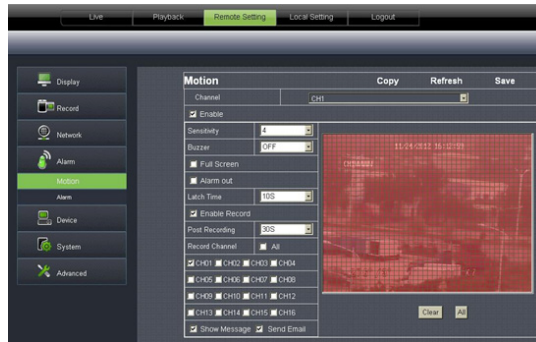 Live Playback Remote Setting Local Setting Logout
Display
Record
Network
Alarm
Motion
Alarm
Device
System
Advanced
Motion Copy Refresh Save
Channel CH1
Enable
Sensitivity 4
Buzzer OFF
Full Screen
Alarm out
Latch Time 10S
Enable Record
Post Recording 30S
Record Channel All
CH01 CH02 CH03 CH04
CH05 CH06 CH07 CH08
CH09 CH10 CH11 CH12
CH13 CH14 CH15 CH16
Show Message Send Email
Clear All